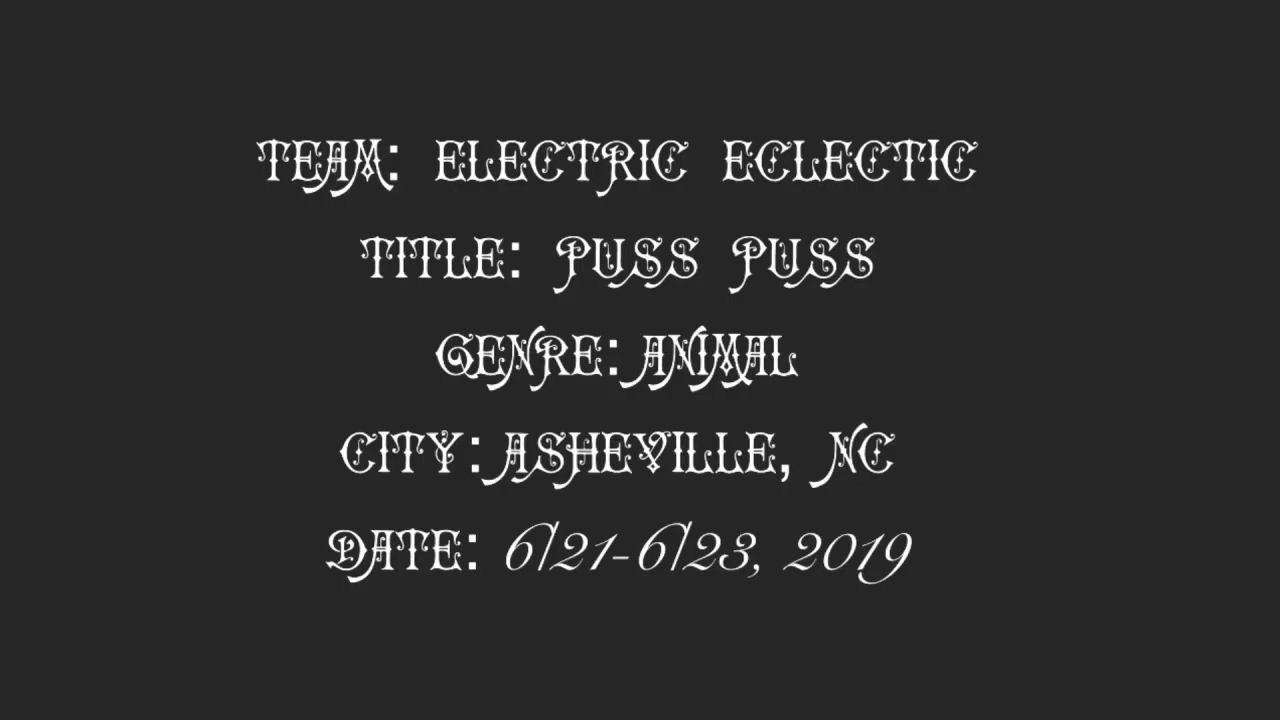 TEAM: ELECTRIC ECLECTIC
TITLE: PUSS PUSS
GENRE: ANIMAL
CITY: ASHEVILLE, NC
DATE: 6/21-6/23, 2019